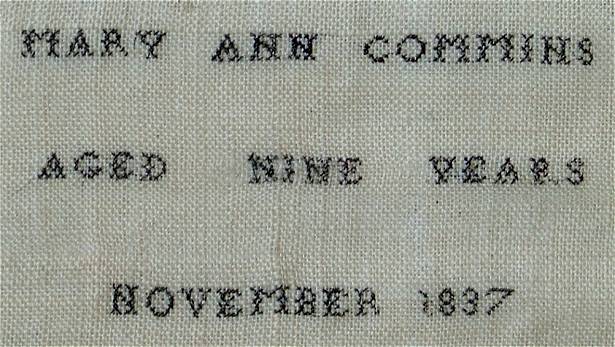 MARY ANN COMMINS
AGED NINE YEARS
NOVEMBER 1837